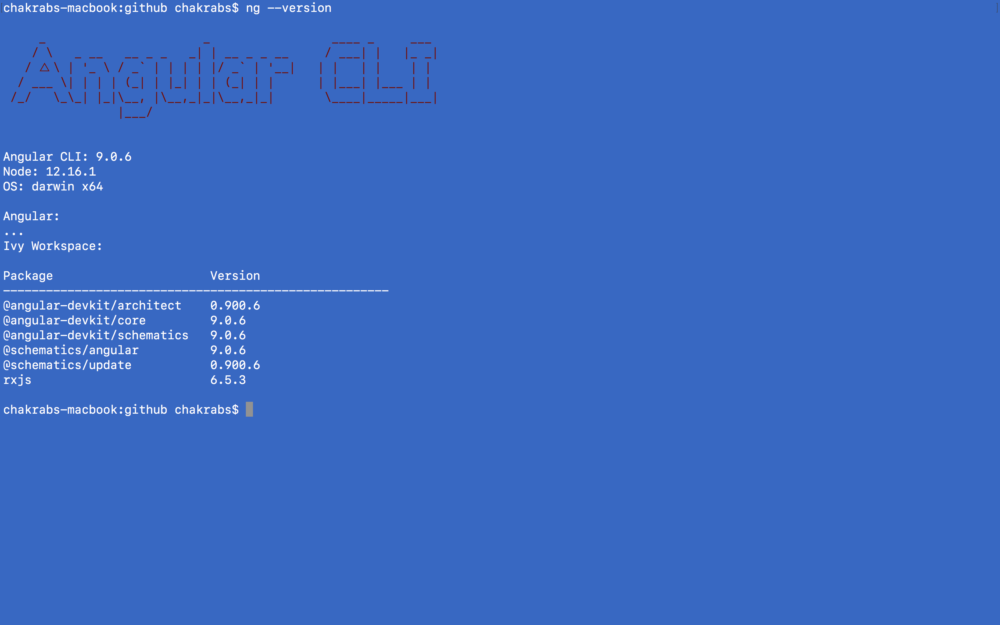 chakrabs-macbook:github chakrabs$ ng --version
     _                      _                 ____ _     ___
    / \   _ __   __ _ _   _| | __ _ _ __     / ___| |   |_ _|
   / △ \ | '_ \ / _` | | | | |/ _` | '__|   | |   | |    | |
  / ___ \| | | | (_| | |_| | | (_| | |      | |___| |___ | |
 /_/   \_\_| |_|\__, |\__,_|_|\__,_|_|       \____|_____|___|
                |___/
Angular CLI: 9.0.6
Node: 12.16.1
OS: darwin x64
Angular:
...
Ivy Workspace:
Package                      Version
------------------------------------------------------
@angular-devkit/architect    0.900.6
@angular-devkit/core         9.0.6
@angular-devkit/schematics   9.0.6
@schematics/angular          9.0.6
@schematics/update           0.900.6
rxjs                         6.5.3
chakrabs-macbook:github chakrabs$